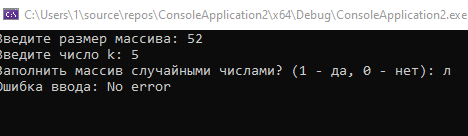 C:\Users\1\source\repos\ConsoleApplication2\x64\Debug\ConsoleApplication2.exe
Введите размер массива: 52
Введите число k: 5
Заполнить массив случайными числами? (1 - да, 0 - нет): л
Ошибка ввода: No error